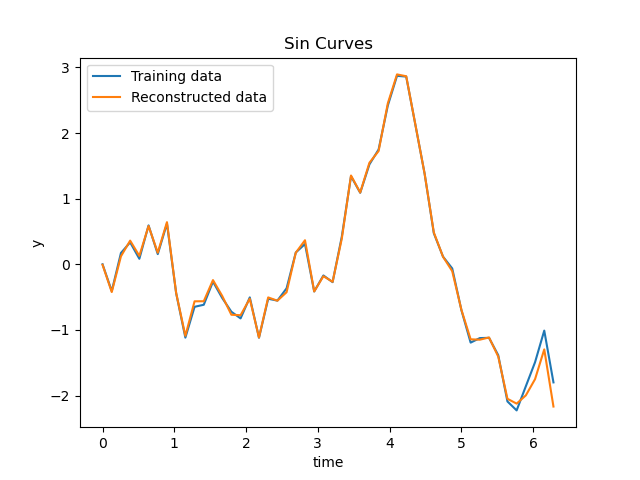 Sin Curves
Training data
Reconstructed data
y
3
2
1
0
−1
−2
0 1 2 3 4 5 6
time